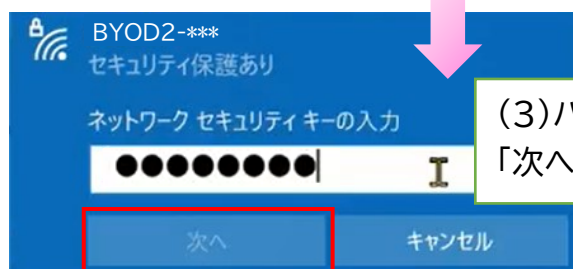 BYOD2-***
セキュリティ保護あり
ネットワーク セキュリティ キーの入力
●●●●●●●●
(3)パ
「次へ
次へ
キャンセル